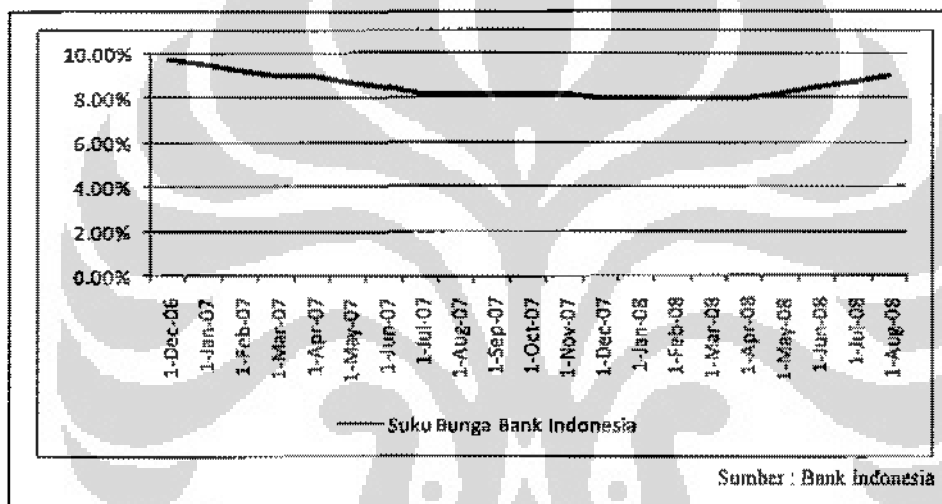 10.00%
8.00%
6.00%
4.00%
2.00%
0.00%
1-Dec-06
1-Jan-07
1-Feb-07
1-Mar-07
1-Apr-07
1-May-07
1-Jun-07
1-Jul-07
1-Aug-07
1-Sep-07
1-Oct-07
1-Nov-07
1-Dec-07
1-Jan-08
1-Feb-08
1-Mar-08
1-Apr-08
1-May-08
1-Jun-08
1-Jul-08
1-Aug-08
Suku Bunga Bank Indonesia
Sumber : Bank Indonesia